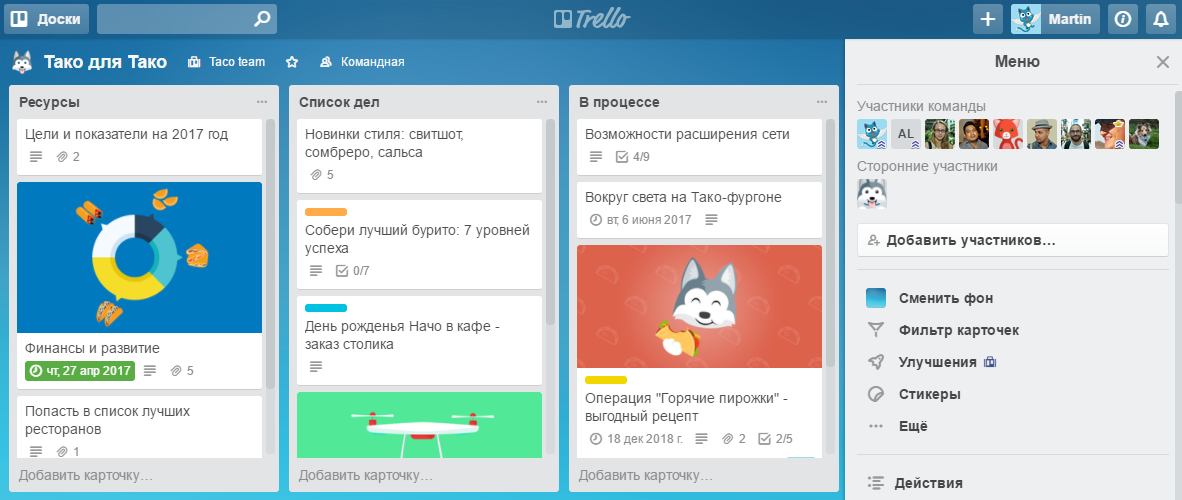 Доски
Trello
Martin
Тако для Тако
Taco team
Командная
Ресурсы
Цели и показатели на 2017 год
2
Финансы и развитие
чт, 27 апр 2017
5
Попасть в список лучших
ресторанов
1
Добавить карточку…
Список дел
Новинки стиля: свитшот,
сомбреро, сальса
5
Собери лучший бурито: 7 уровней
успеха
0/7
День рожденья Начо в кафе -
заказ столика
Добавить карточку…
В процессе
Возможности расширения сети
4/9
Вокруг света на Тако-фургоне
вт, 6 июня 2017
Операция "Горячие пирожки" -
выгодный рецепт
18 дек 2018 г.
2
2/5
Добавить карточку…
Меню
Участники команды
AL
Сторонние участники
Добавить участников…
Сменить фон
Фильтр карточек
Улучшения
Стикеры
Ещё
Действия